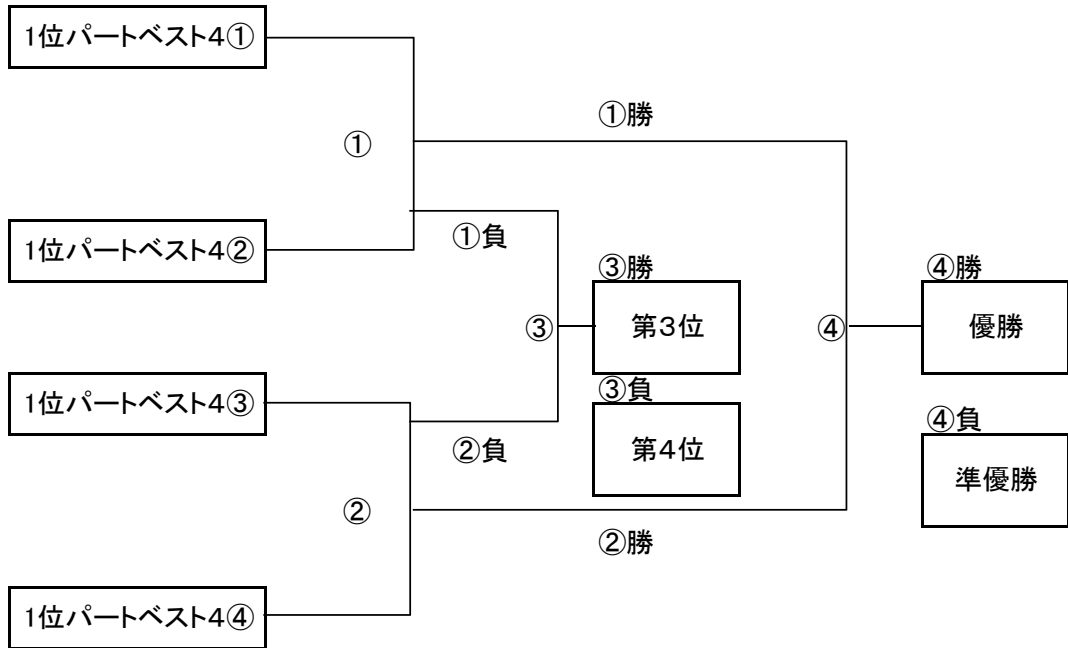 1位パートベスト4①
①勝
①
1位パートベスト4②
①負
③勝
④勝
③
第3位
④
優勝
1位パートベスト4③
③負
④負
②負
第4位
準優勝
②
②勝
1位パートベスト4④